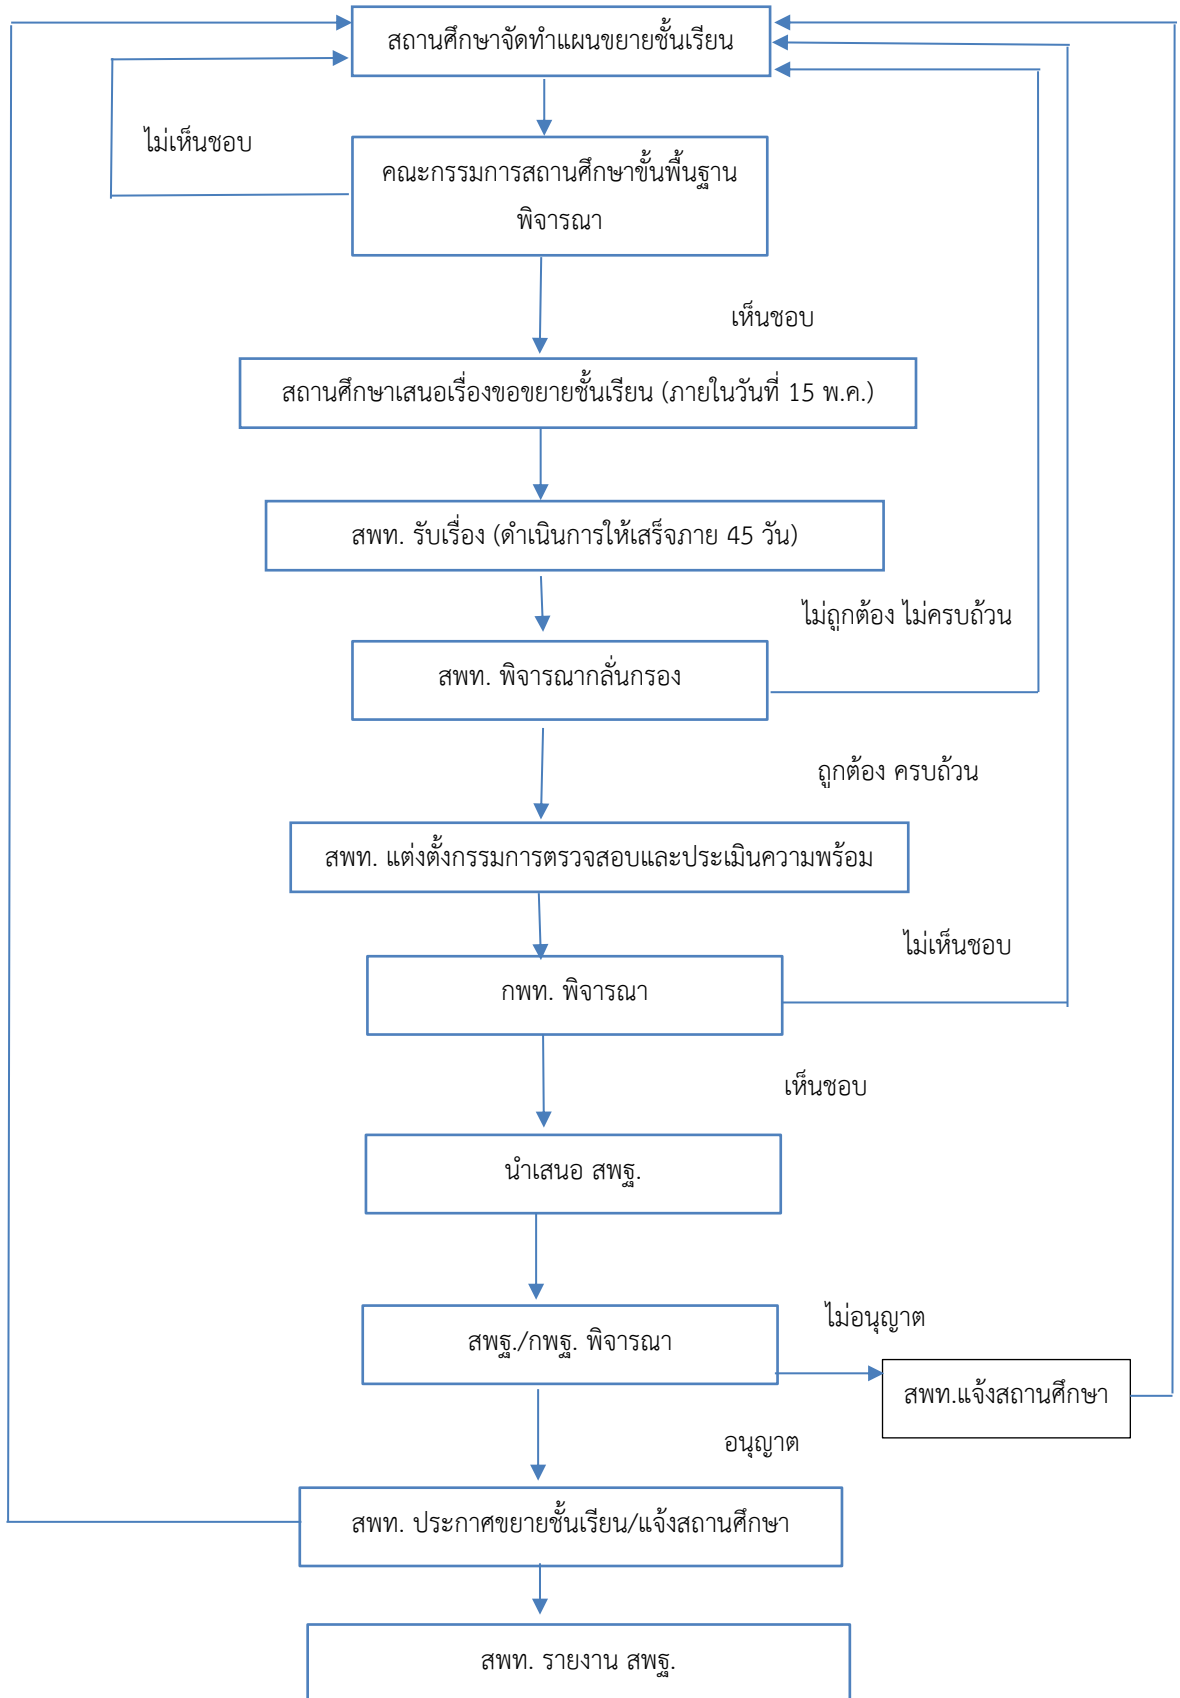 สถานศึกษาจัดทำแผนขยายชั้นเรียน
ไม่เห็นชอบ
คณะกรรมการสถานศึกษาขั้นพื้นฐาน
พิจารณา
เห็นชอบ
สถานศึกษาเสนอเรื่องขอขยายชั้นเรียน (ภายในวันที่ 15 พ.ค.)
สพท. รับเรื่อง (ดำเนินการให้เสร็จภาย 45 วัน)
ไม่ถูกต้อง ไม่ครบถ้วน
สพท. พิจารณากลั่นกรอง
ถูกต้อง ครบถ้วน
สพท. แต่งตั้งกรรมการตรวจสอบและประเมินความพร้อม
ไม่เห็นชอบ
กพท. พิจารณา
เห็นชอบ
นำเสนอ สพฐ.
ไม่อนุญาต
สพฐ./กพฐ. พิจารณา
สพท.แจ้งสถานศึกษา
อนุญาต
สพท. ประกาศขยายชั้นเรียน/แจ้งสถานศึกษา
สพท. รายงาน สพฐ.